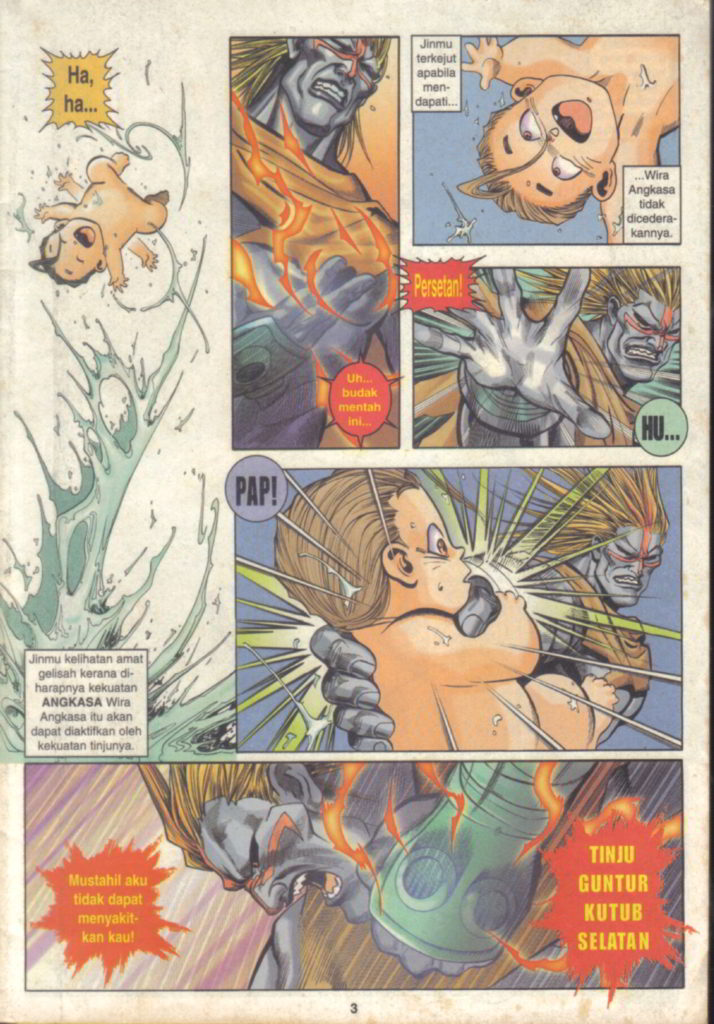 Ha,
ha...
Jinmu kelihatan amat
gelisah kerana di-
harapnya kekuatan
ANGKASA Wira
Angkasa itu akan
dapat diaktifkan oleh
kekuatan tinjunya.
Uh...
budak
mentah
ini...
Jinmu
terkejut
apabila
men-
dapati...
...Wira
Angkasa
tidak
dicedera-
kannya.
Persetan!
HU...
PAP!
Mustahil aku
tidak dapat
menyakit-
kan kau!
TINJU
GUNTUR
KUTUB
SELATAN
3